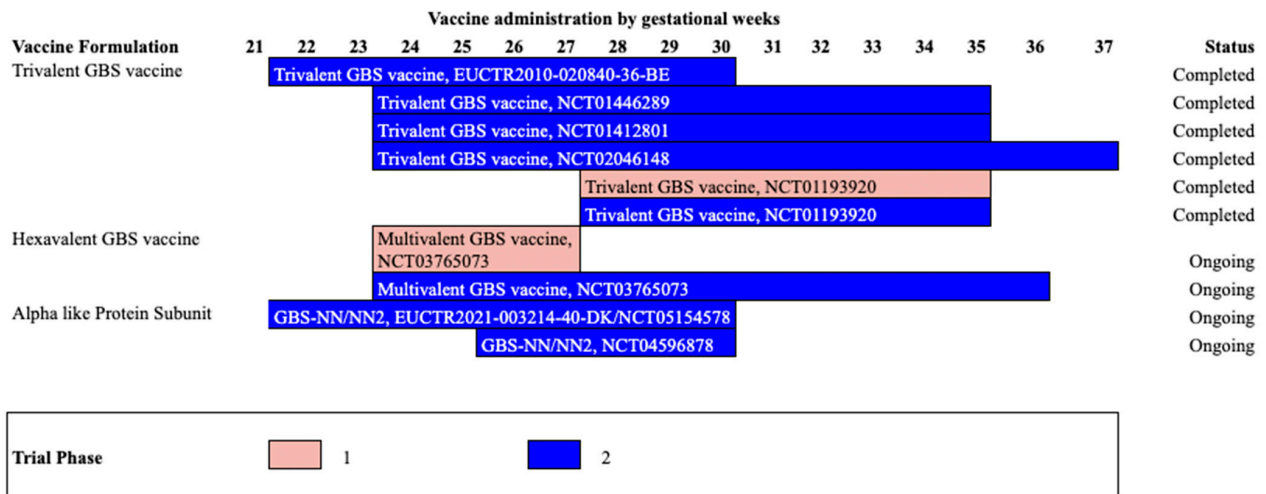 Vaccine administration by gestational weeks
Vaccine Formulation 21 22 23 24 25 26 27 28 29 30 31 32 33 34 35 36 37 Status
Trivalent GBS vaccine Trivalent GBS vaccine, EUCTR2010-020840-36-BE Completed
Trivalent GBS vaccine, NCT01446289 Completed
Trivalent GBS vaccine, NCT01412801 Completed
Trivalent GBS vaccine, NCT02046148 Completed
Trivalent GBS vaccine, NCT01193920 Completed
Trivalent GBS vaccine, NCT01193920 Completed
Hexavalent GBS vaccine Multivalent GBS vaccine,
NCT03765073 Ongoing
Multivalent GBS vaccine, NCT03765073 Ongoing
Alpha like Protein Subunit GBS-NN/NN2, EUCTR2021-003214-40-DK/NCT05154578 Ongoing
GBS-NN/NN2, NCT04596878 Ongoing
Trial Phase 1 2